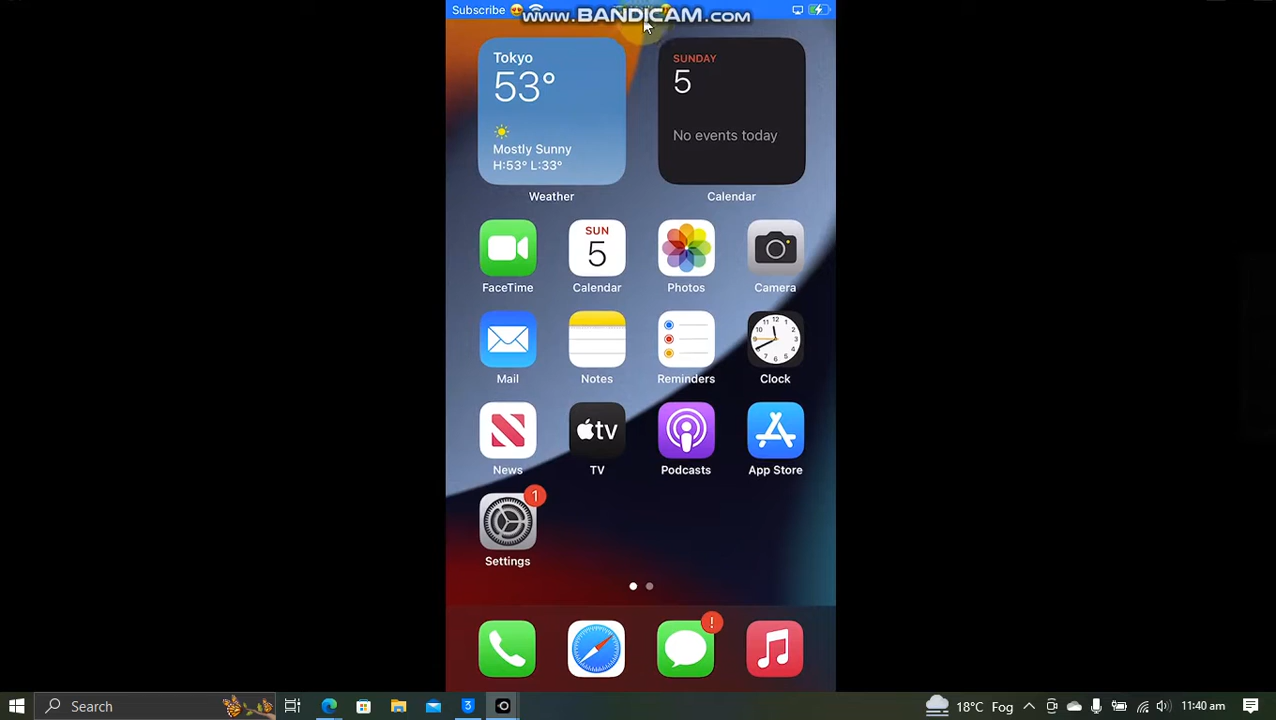 Subscribe 😍
www.BANDICAM.com
Tokyo
53°
Mostly Sunny
H:53° L:33°
Weather
SUNDAY
5
No events today
Calendar
FaceTime
SUN
5
Calendar
Photos
Camera
Mail
Notes
Reminders
Clock
News
tv
TV
Podcasts
App Store
1
Settings
!
Search
18°C Fog
11:40 am